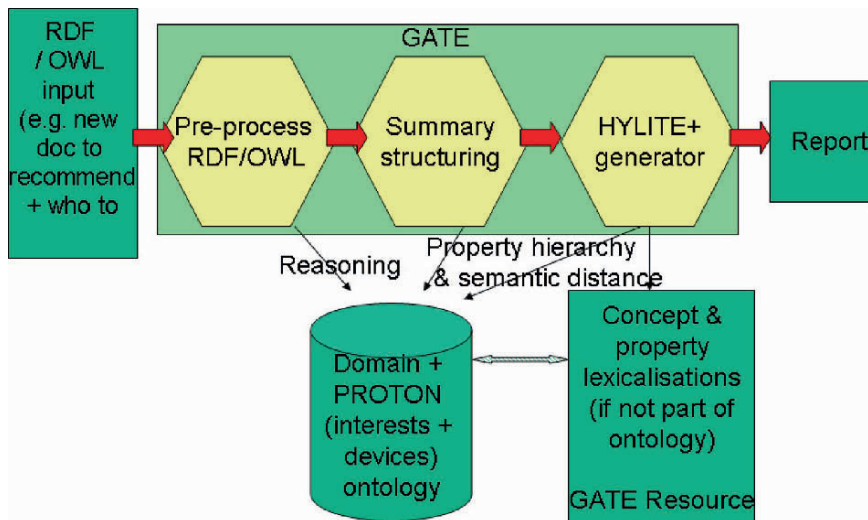 RDF
/ OWL
input
(e.g. new
doc to
recommend
+ who to
GATE
Pre-process
RDF/OWL
Summary
structuring
HYLITE+
generator
Report
Reasoning
Property hierarchy
& semantic distance
Domain +
PROTON
(interests +
devices)
ontology
Concept &
property
lexicalisations
(if not part of
ontology)
GATE Resource